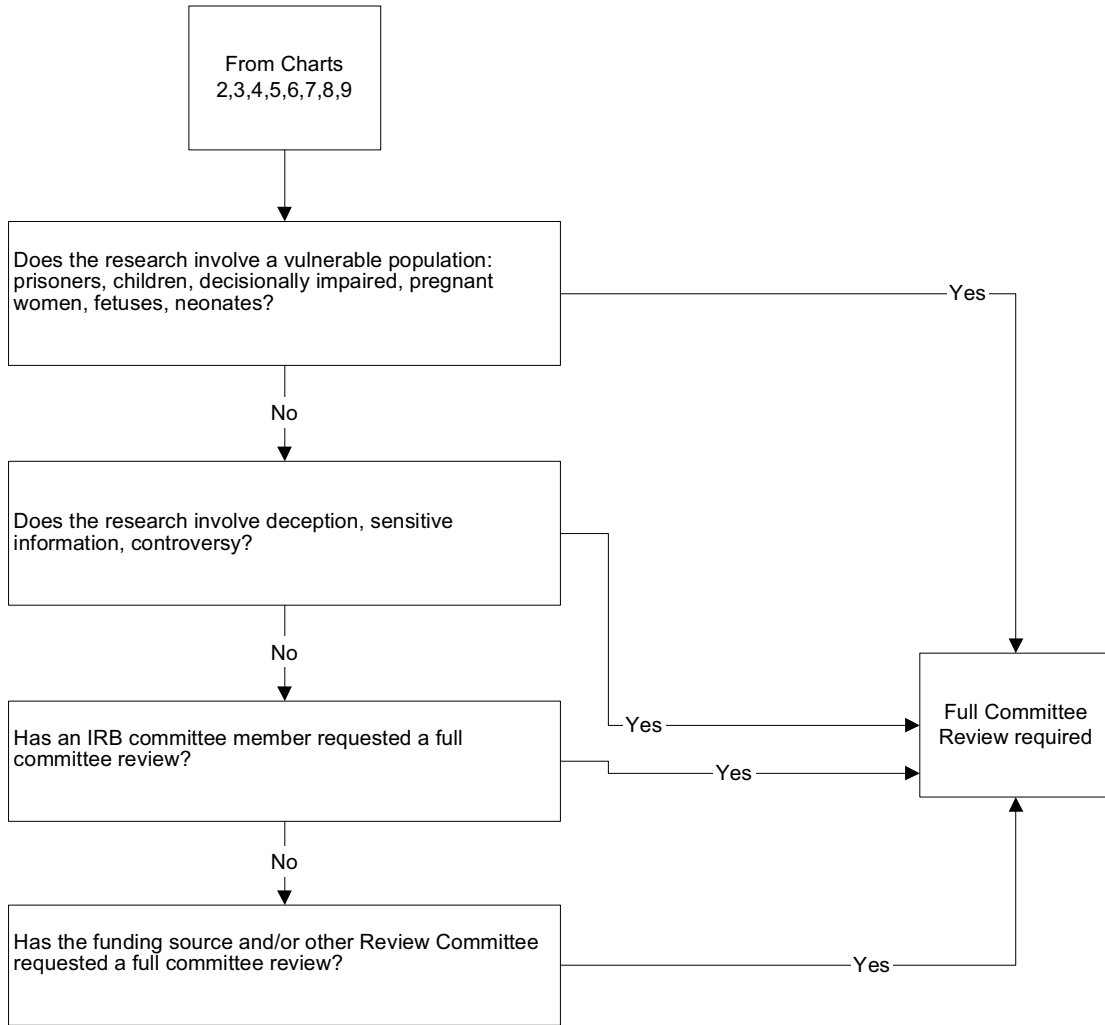 From Charts
2,3,4,5,6,7,8,9
Does the research involve a vulnerable population:
prisoners, children, decisionally impaired, pregnant
women, fetuses, neonates?
Yes
No
Does the research involve deception, sensitive
information, controversy?
Yes
No
Has an IRB committee member requested a full
committee review?
Yes
No
Has the funding source and/or other Review Committee
requested a full committee review?
Yes
Full Committee
Review required